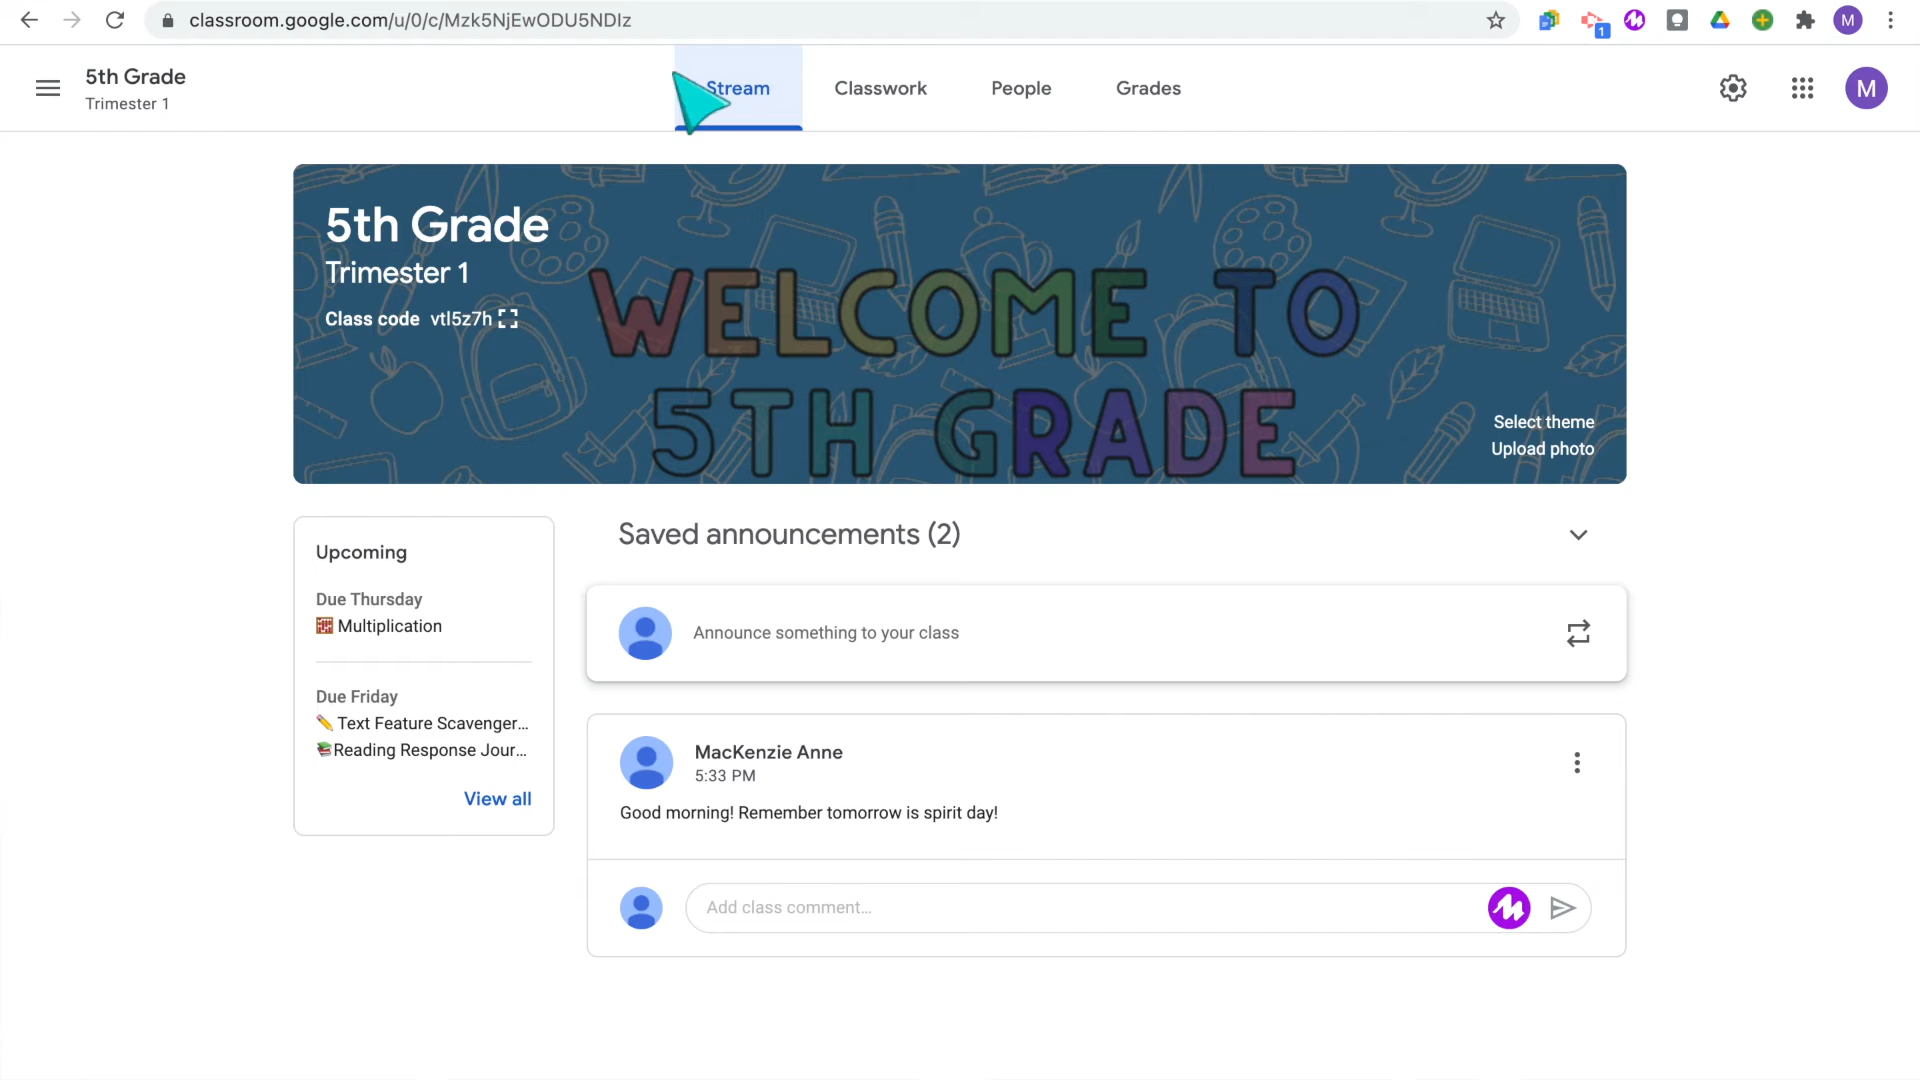 classroom.google.com/u/0/c/Mzk5NjEwODU5NDIz
1
M
5th Grade
Trimester 1
Stream
Classwork
People
Grades
M
5th Grade
Trimester 1
Class code vtl5z7h
WELCOME TO
5TH GRADE
Select theme
Upload photo
Upcoming
Due Thursday
Multiplication
Due Friday
Text Feature Scavenger...
Reading Response Jour...
View all
Saved announcements (2)
Announce something to your class
MacKenzie Anne
5:33 PM
Good morning! Remember tomorrow is spirit day!
Add class comment...